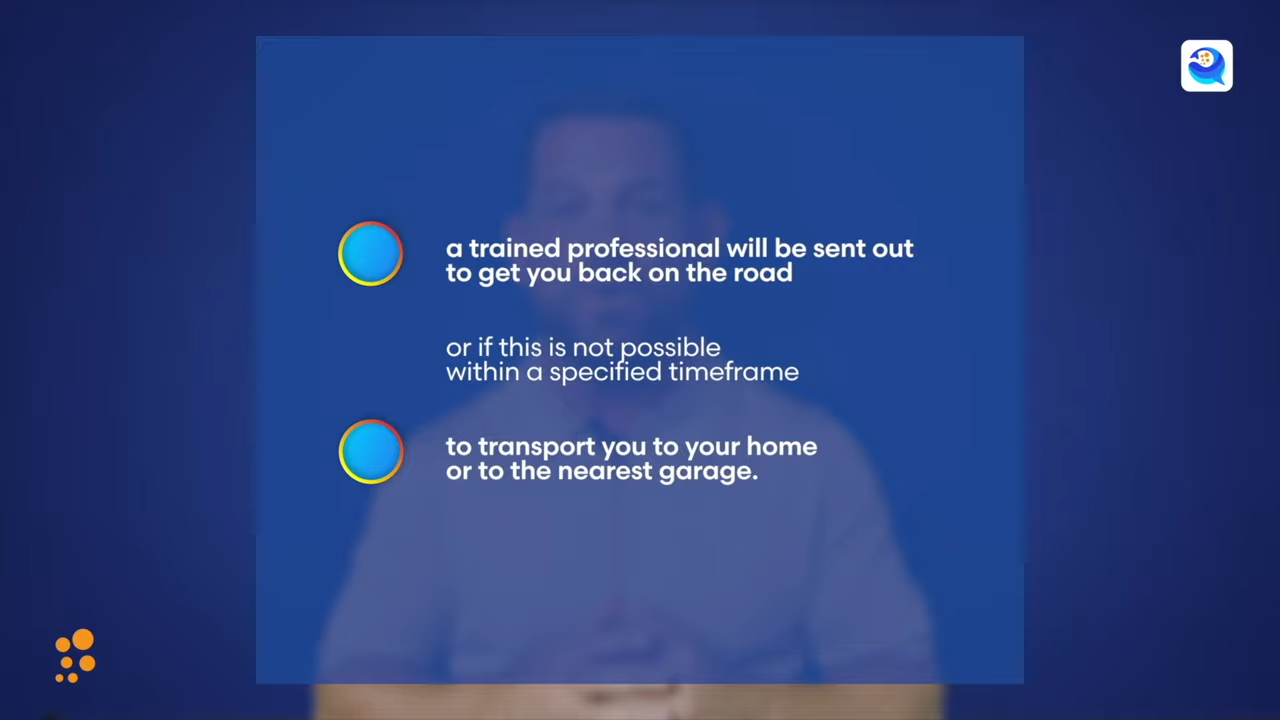 a trained professional will be sent out
to get you back on the road
or if this is not possible
within a specified timeframe
to transport you to your home
or to the nearest garage.